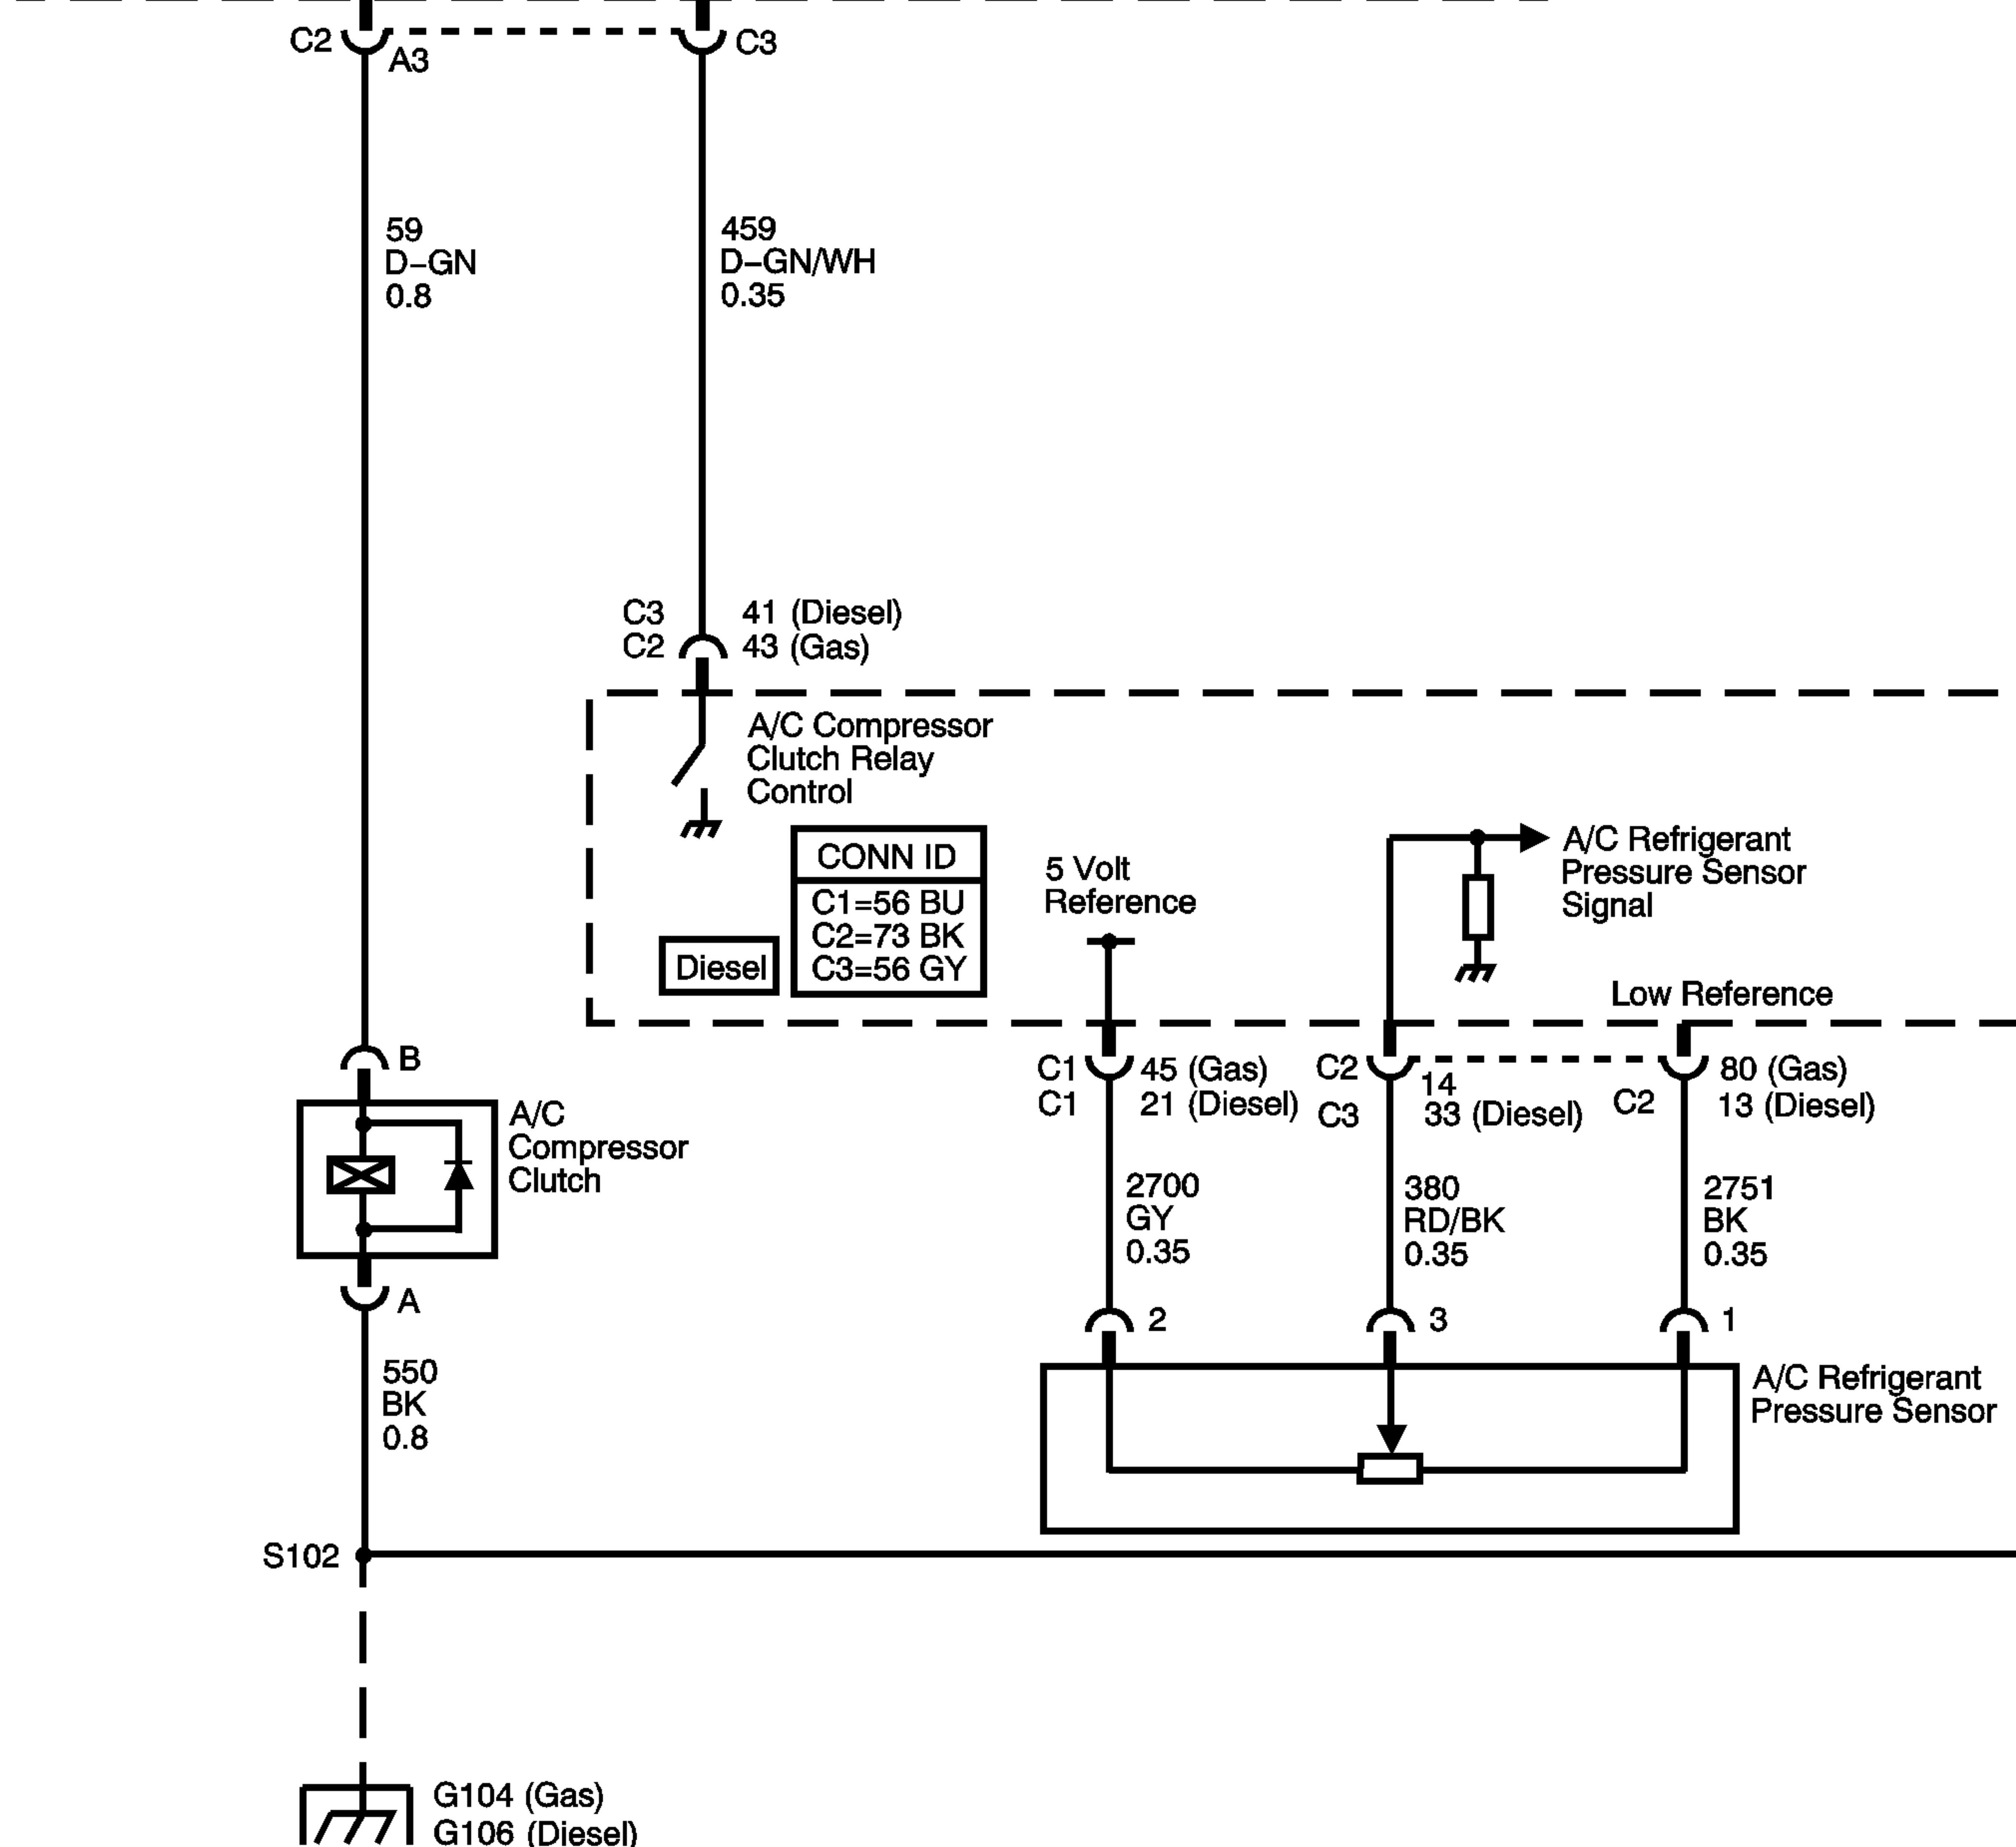 C2
A3
C3
59
D-GN
0.8
459
D-GN/WH
0.35
C3 41 (Diesel)
C2 43 (Gas)
A/C Compressor
Clutch Relay
Control
CONN ID
C1=56 BU
C2=73 BK
C3=56 GY
Diesel
5 Volt
Reference
A/C Refrigerant
Pressure Sensor
Signal
Low Reference
C1 45 (Gas)
C1 21 (Diesel)
C2 14
C3 33 (Diesel)
80 (Gas)
C2 13 (Diesel)
B
A/C
Compressor
Clutch
A
2700
GY
0.35
380
RD/BK
0.35
2751
BK
0.35
2
3
1
A/C Refrigerant
Pressure Sensor
550
BK
0.8
S102
G104 (Gas)
G106 (Diesel)